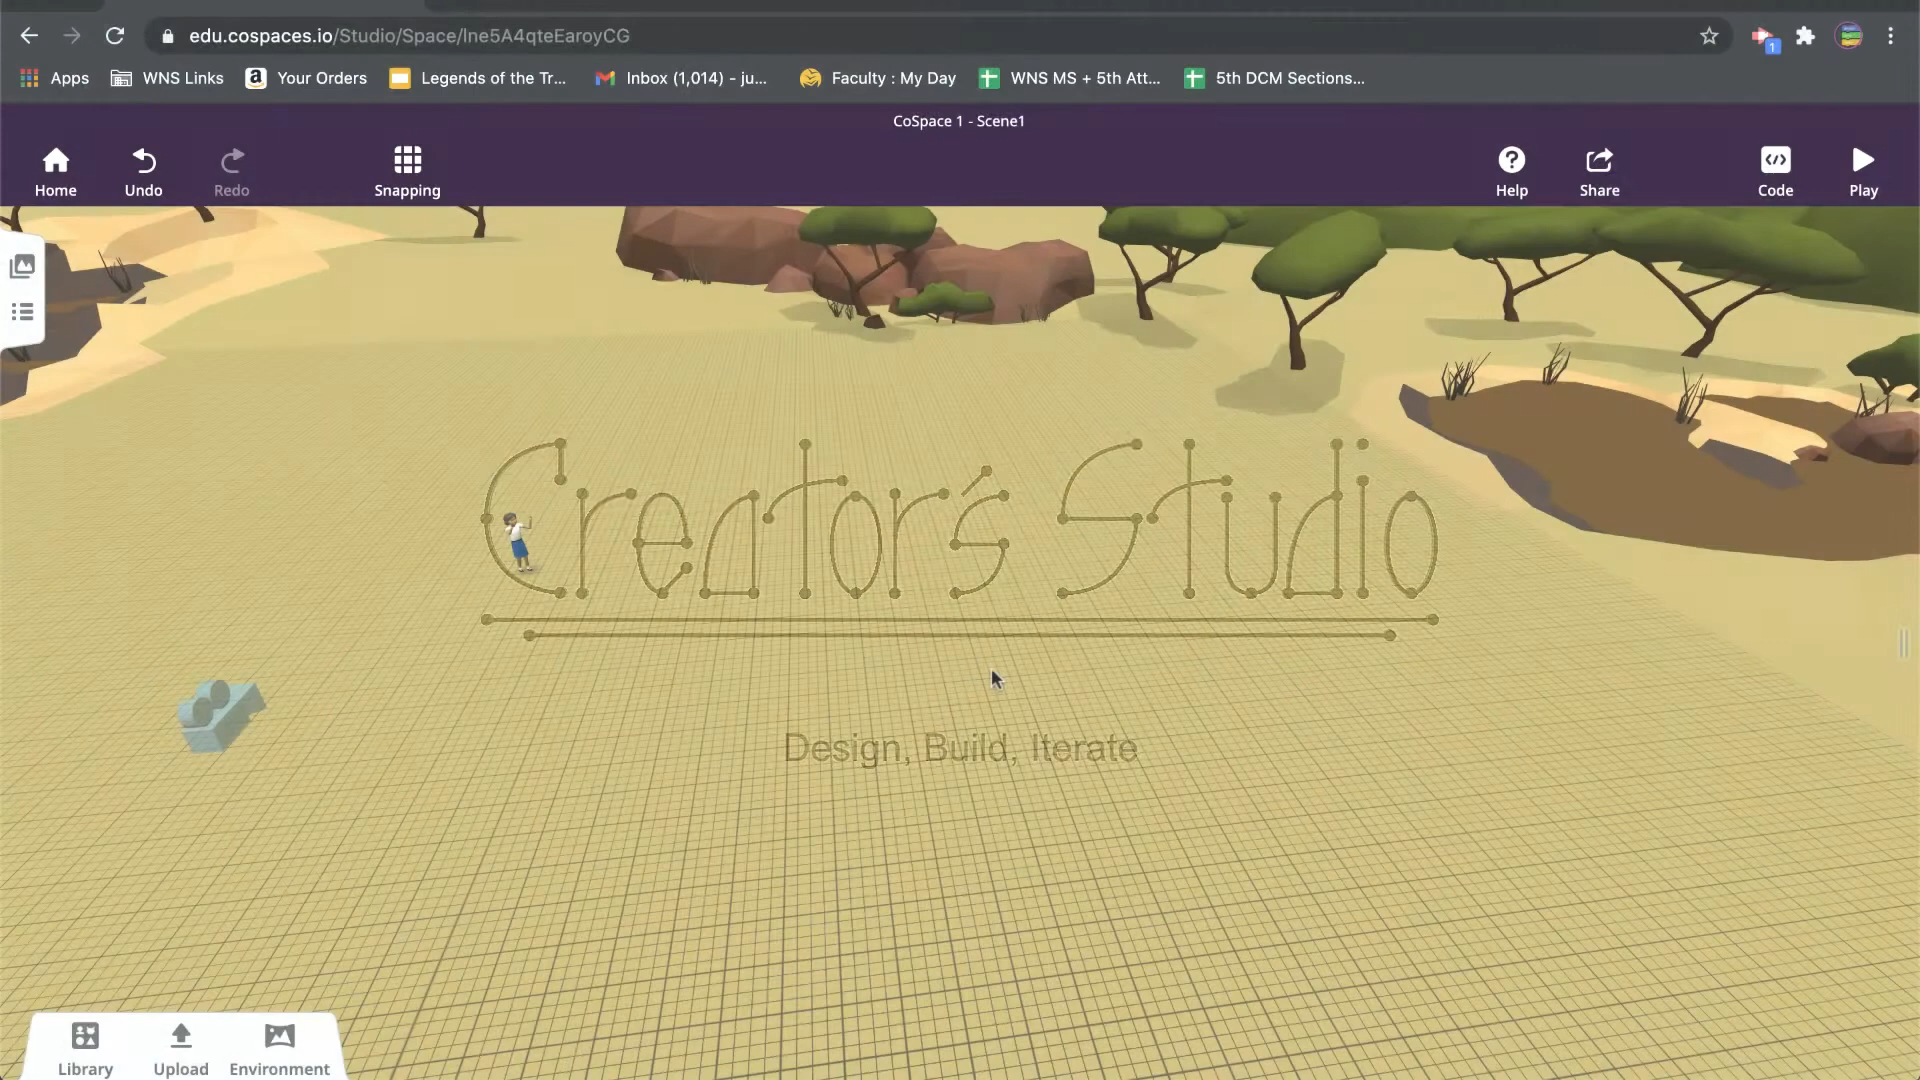 edu.cospaces.io/Studio/Space/lne5A4qteEaroyCG
1
Apps WNS Links Your Orders Legends of the Tr... Inbox (1,014) - ju... Faculty : My Day WNS MS + 5th Att... 5th DCM Sections...
CoSpace 1 - Scene1
Home Undo Redo Snapping Help Share Code Play
Creator's Studio
Design, Build, Iterate
Library Upload Environment